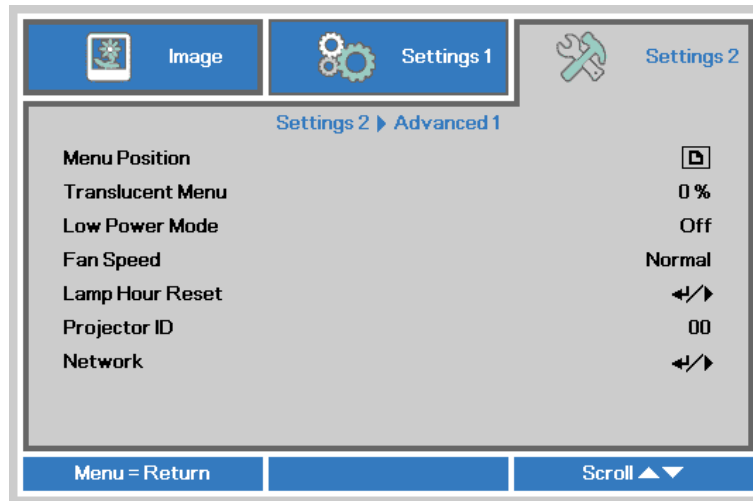 Image
Settings 1
Settings 2
Settings 2 Advanced 1
Menu Position
Translucent Menu 0 %
Low Power Mode Off
Fan Speed Normal
Lamp Hour Reset
Projector ID 00
Network
Menu = Return Scroll